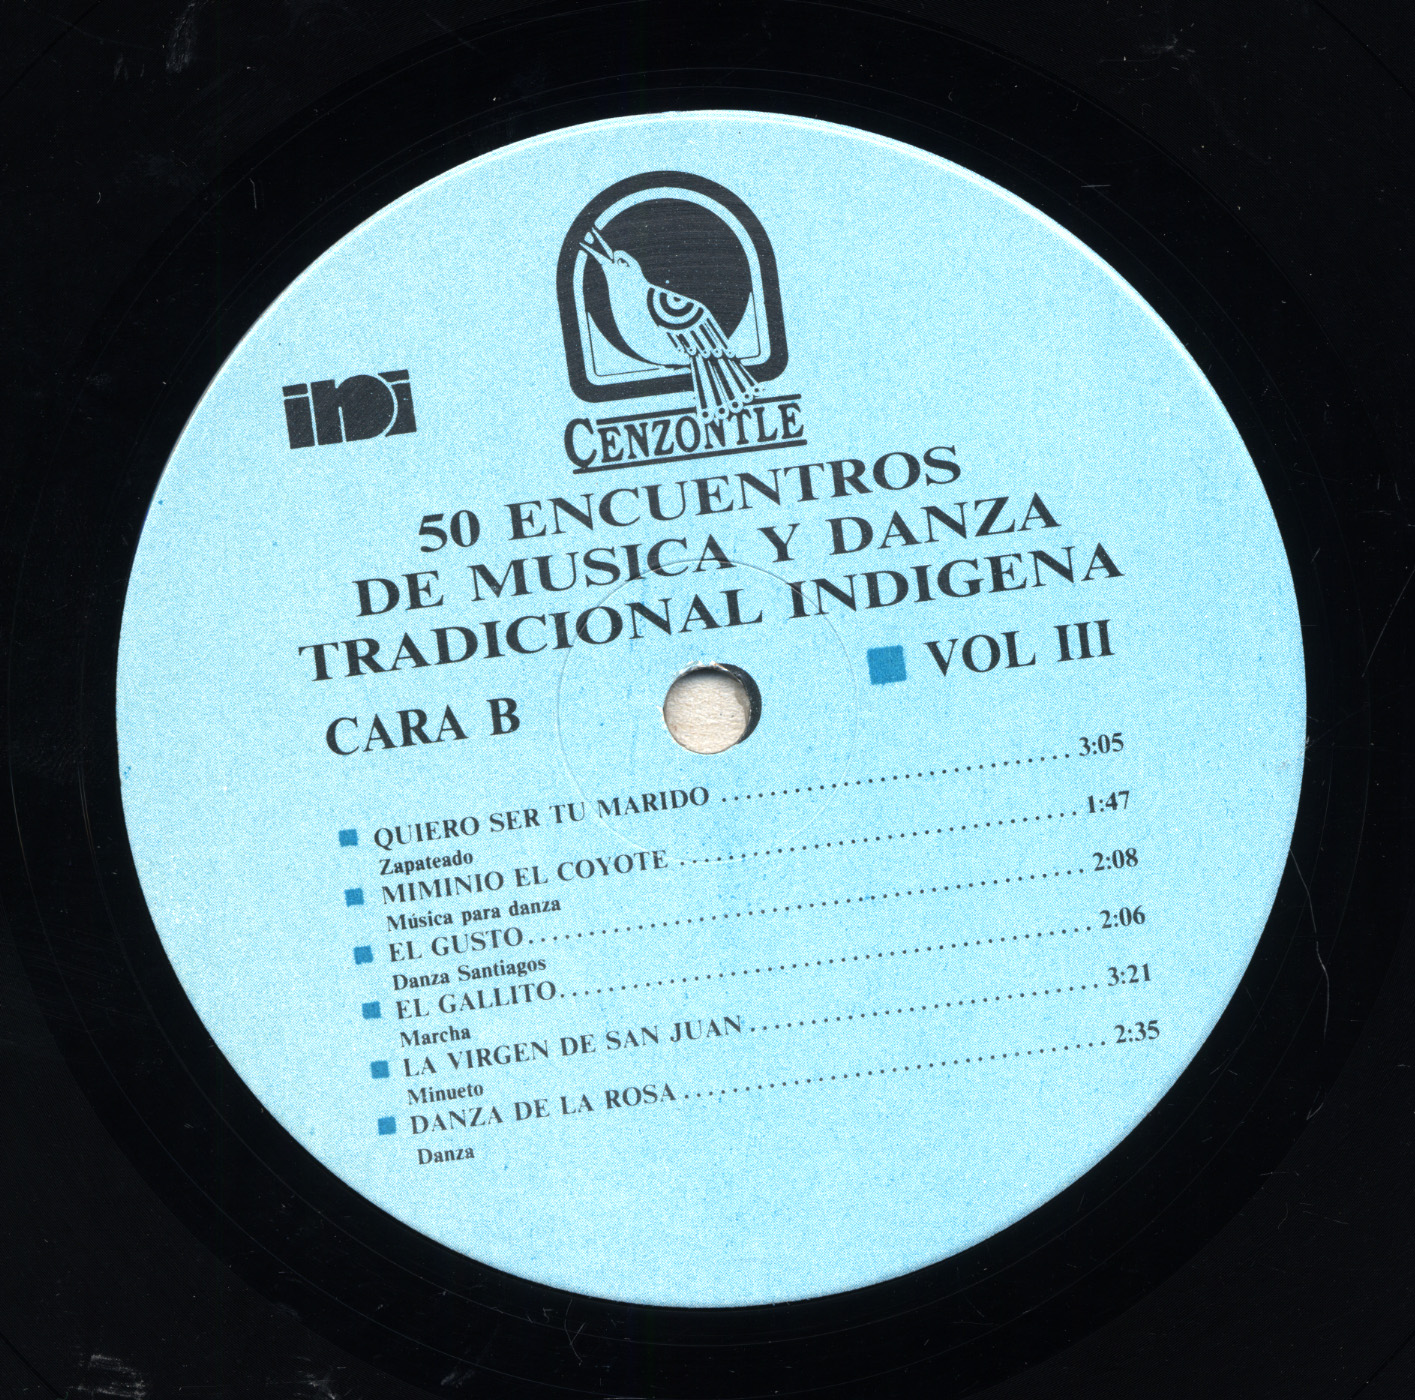 ini
CENZONTLE
50 ENCUENTROS
DE MUSICA Y DANZA
TRADICIONAL INDIGENA
VOL III
CARA B
QUIERO SER TU MARIDO ........ 3:05
Zapateado
MIMINIO EL COYOTE ........ 1:47
Música para danza
EL GUSTO ........ 2:08
Danza Santiagos
EL GALLITO ........ 2:06
Marcha
LA VIRGEN DE SAN JUAN ........ 3:21
Minueto
DANZA DE LA ROSA ........ 2:35
Danza